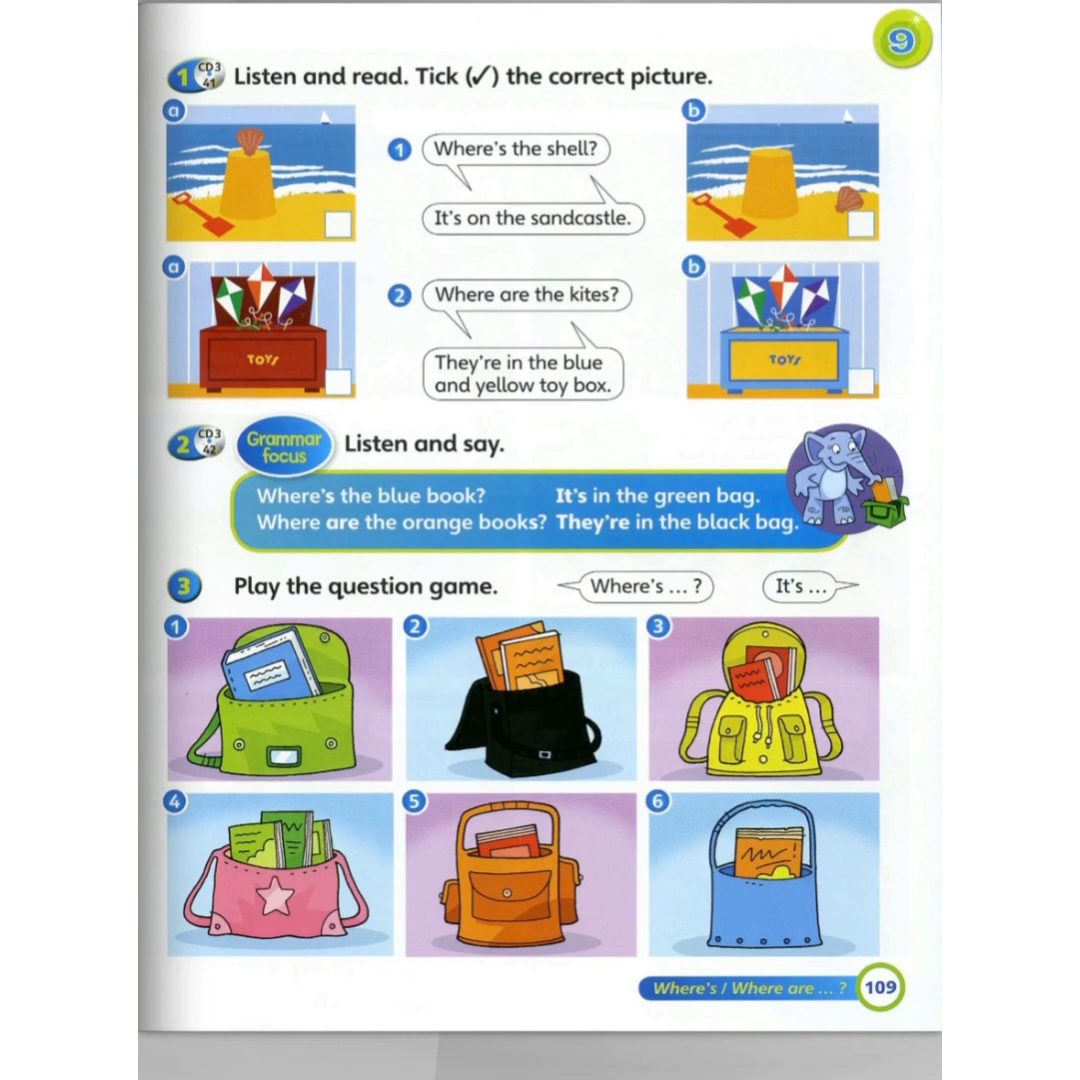 9
1 CD3 41 Listen and read. Tick (✓) the correct picture.
a
b
1 Where's the shell?
It's on the sandcastle.
a
b
2 Where are the kites?
They're in the blue
and yellow toy box.
TOYS
TOYS
2 CD3 42 Grammar focus Listen and say.
Where's the blue book? It's in the green bag.
Where are the orange books? They're in the black bag.
3 Play the question game. Where's ... ? It's ...
1
2
3
4
5
6
Where's / Where are ... ? 109